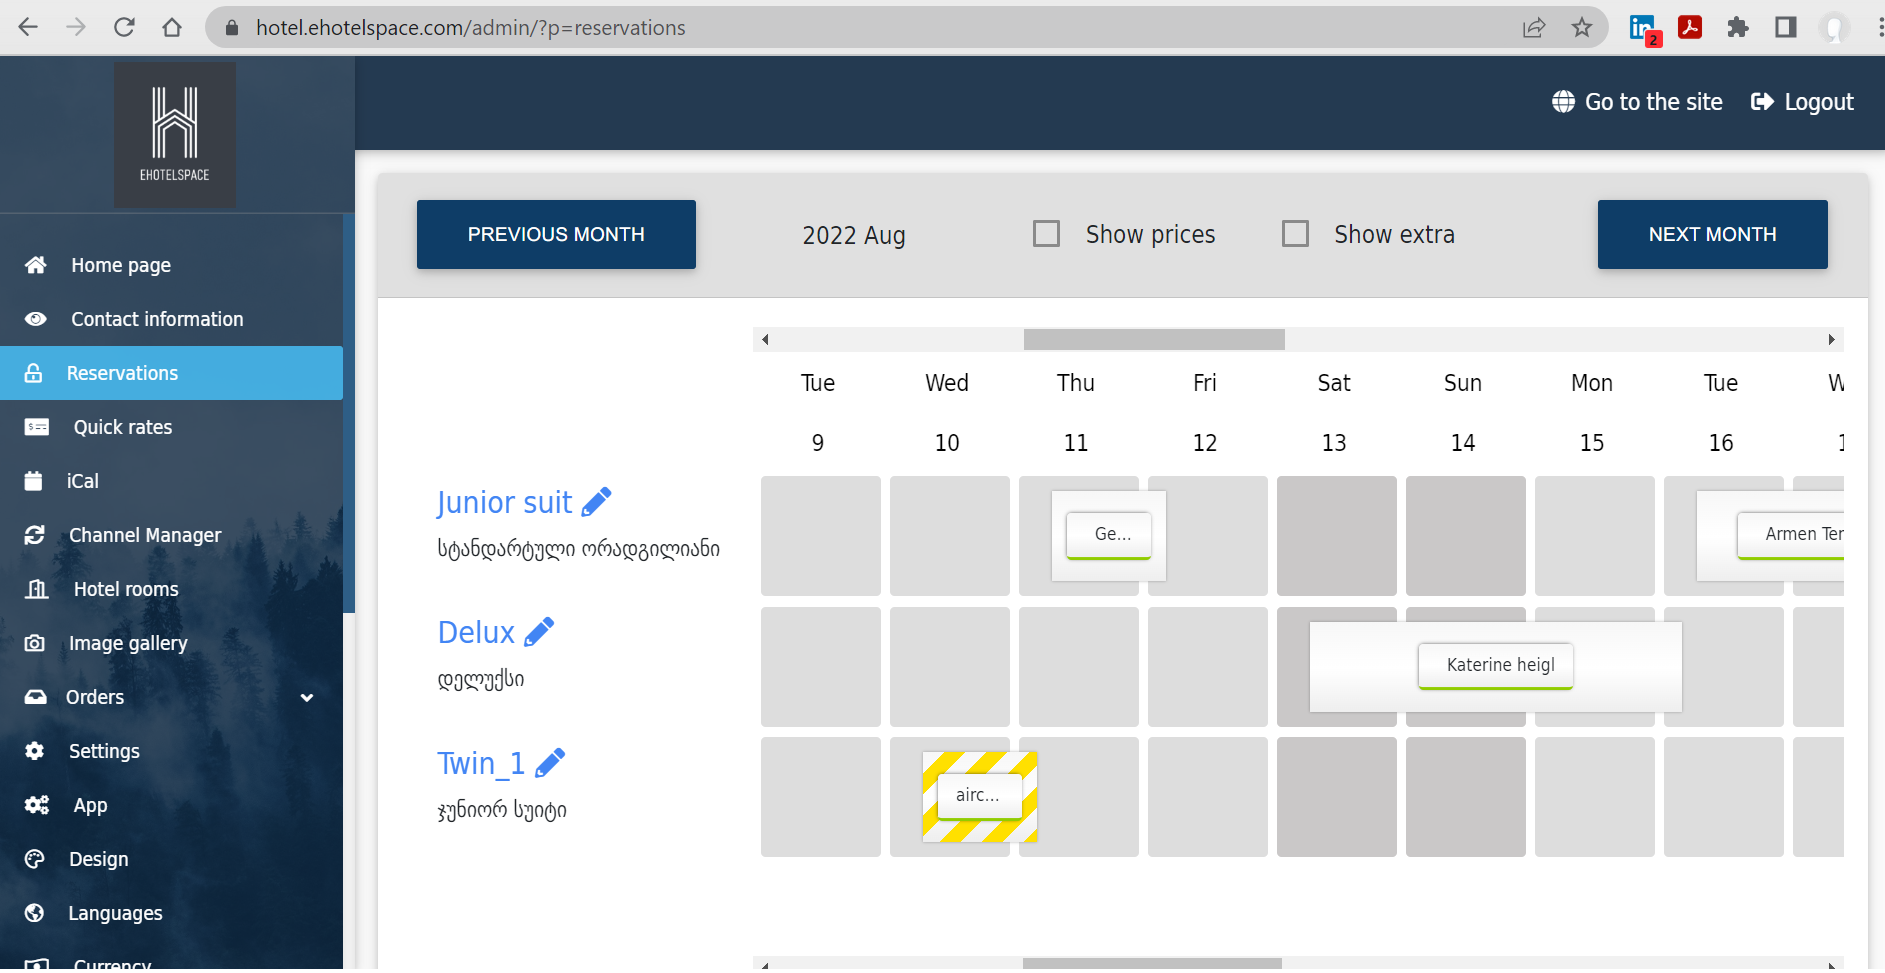 hotel.ehotelspace.com/admin/?p=reservations
2
EHOTELSPACE
Go to the site Logout
Home page
Contact information
Reservations
Quick rates
iCal
Channel Manager
Hotel rooms
Image gallery
Orders
Settings
App
Design
Languages
Currency
PREVIOUS MONTH 2022 Aug Show prices Show extra NEXT MONTH
Tue Wed Thu Fri Sat Sun Mon Tue
9 10 11 12 13 14 15 16
Junior suit
სტანდარტული ორადგილიანი
Ge... Armen Ter
Delux
დელუქსი
Katerine heigl
Twin_1
ჯუნიორ სუიტი
airc...